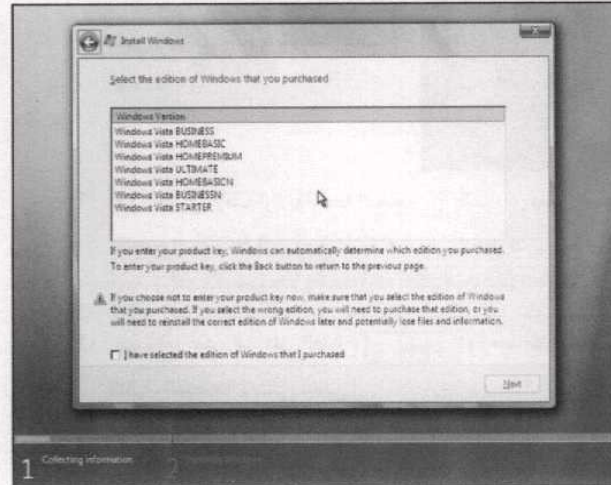 Install Windows
Select the edition of Windows that you purchased
Windows Version
Windows Vista BUSINESS
Windows Vista HOMEBASIC
Windows Vista HOMEPREMIUM
Windows Vista ULTIMATE
Windows Vista HOMEBASICN
Windows Vista BUSINESSN
Windows Vista STARTER
If you enter your product key, Windows can automatically determine which edition you purchased.
To enter your product key, click the Back button to return to the previous page.
If you choose not to enter your product key now, make sure that you select the edition of Windows
that you purchased. If you select the wrong edition, you will need to purchase that edition, or you
will need to reinstall the correct edition of Windows later and potentially lose files and information.
I have selected the edition of Windows that I purchased
Next
1 Collecting information
2